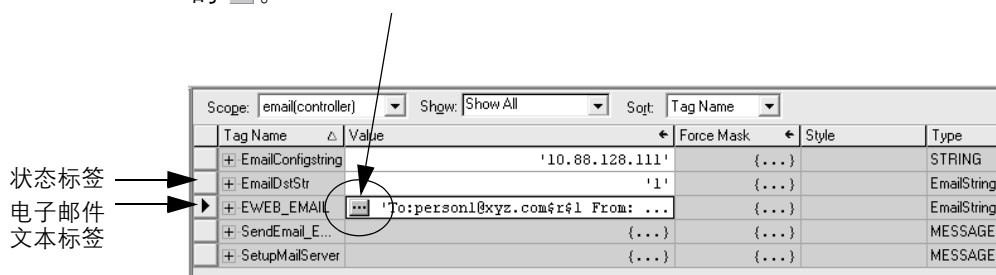 Scope: email(controller) Show: Show All Sort: Tag Name
Tag Name Value Force Mask Style Type
EmailConfigstring '10.88.128.111' {...} STRING
状态标签 EmailDstStr '1' {...} EmailString
电子邮件 EWEB_EMAIL ... 'To:person1@xyz.com$r$l From: ... {...} EmailString
文本标签 SendEmail_E... {...} {...} MESSAGE
SetupMailServer {...} {...} MESSAGE